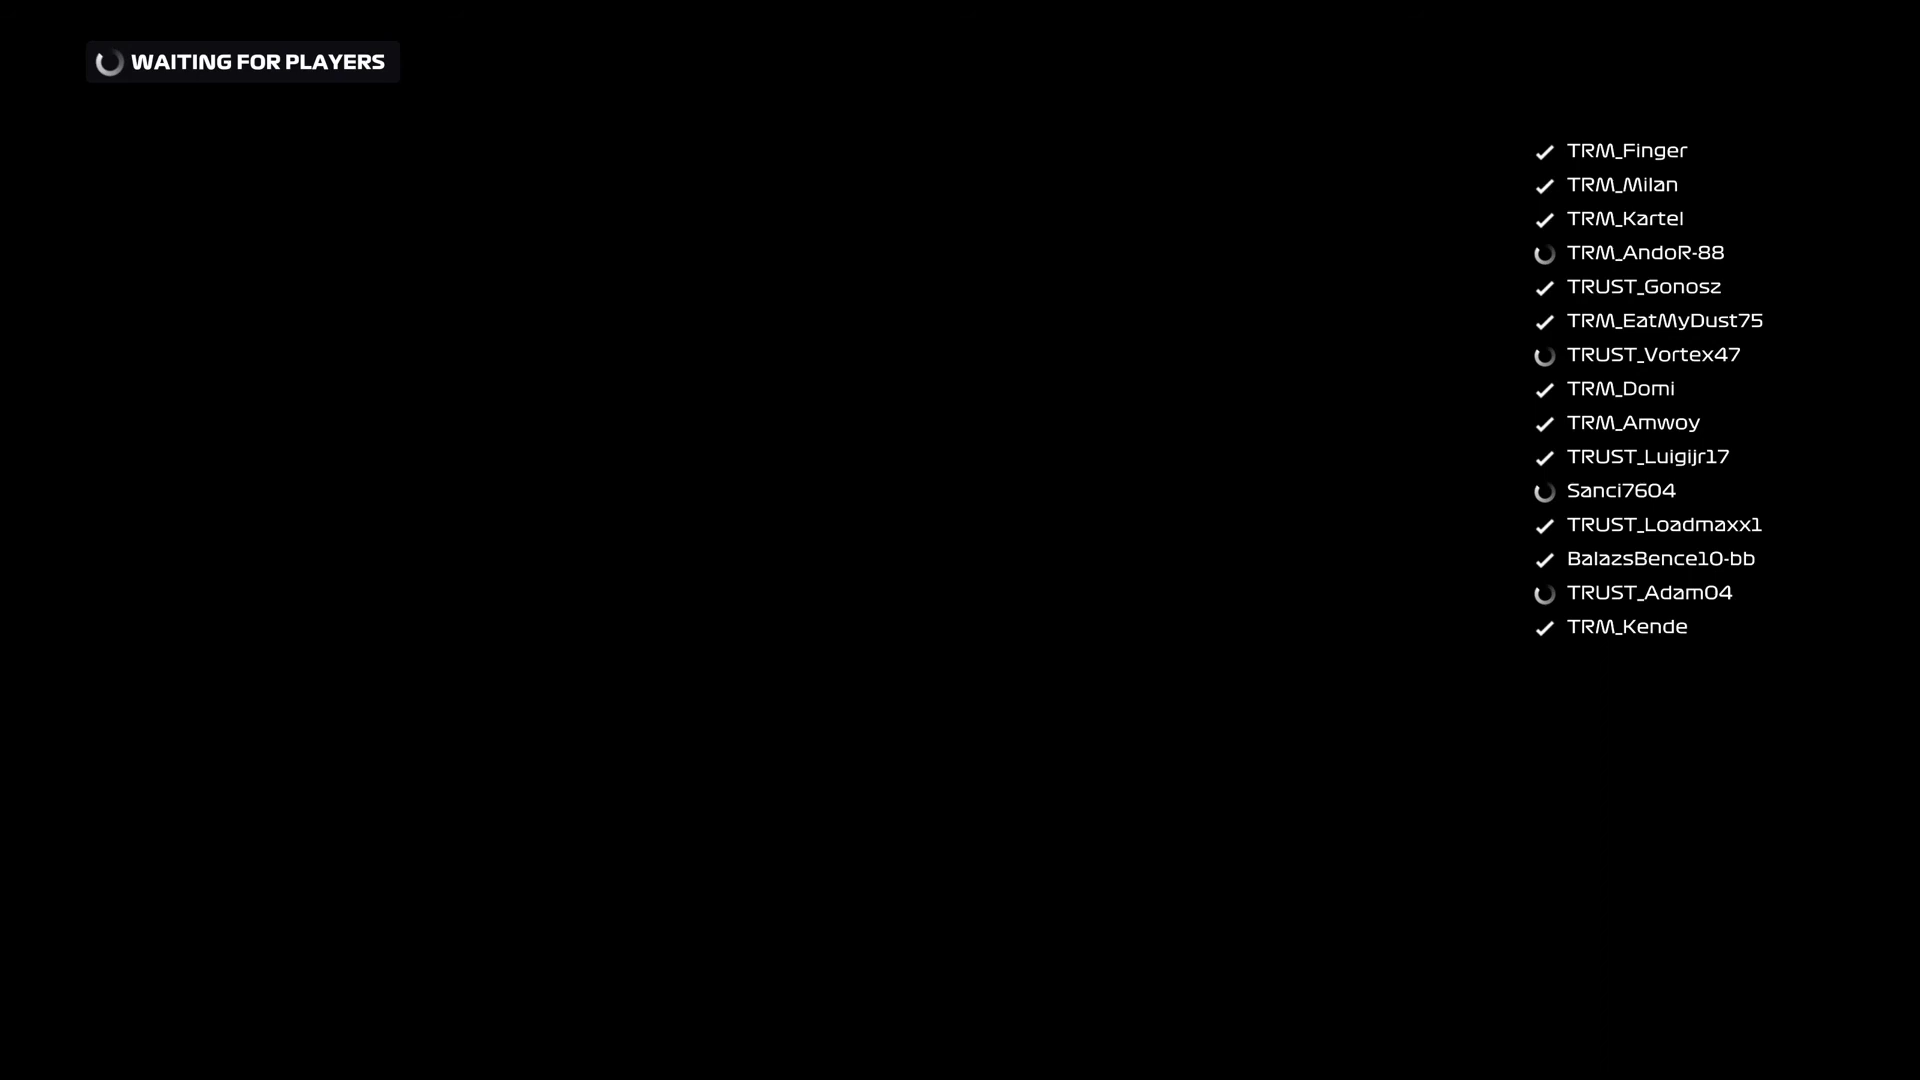 WAITING FOR PLAYERS
TRM_Finger
TRM_Milan
TRM_Kartel
TRM_AndoR-88
TRUST_Gonosz
TRM_EatMyDust75
TRUST_Vortex47
TRM_Domi
TRM_Amwoy
TRUST_Luigijr17
Sanci7604
TRUST_Loadmaxx1
BalazsBence10-bb
TRUST_Adam04
TRM_Kende